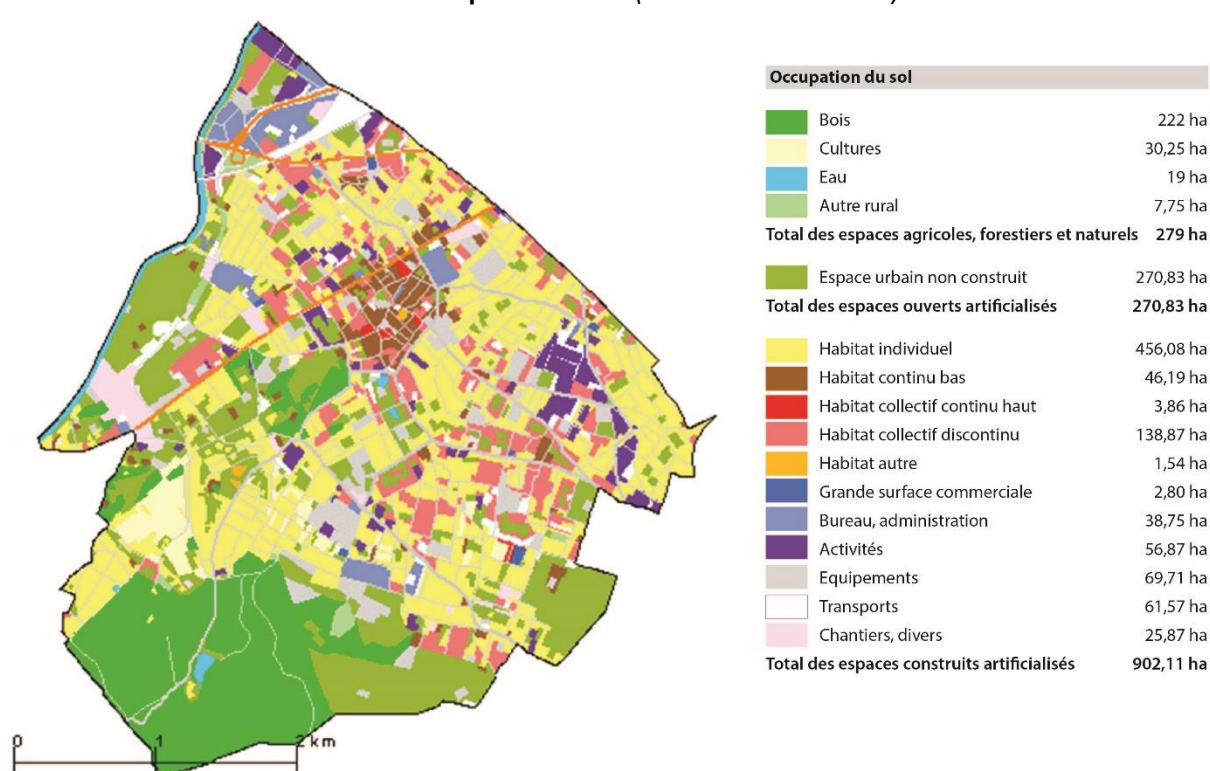 Occupation du sol
Bois 222 ha
Cultures 30,25 ha
Eau 19 ha
Autre rural 7,75 ha
Total des espaces agricoles, forestiers et naturels 279 ha
Espace urbain non construit 270,83 ha
Total des espaces ouverts artificialisés 270,83 ha
Habitat individuel 456,08 ha
Habitat continu bas 46,19 ha
Habitat collectif continu haut 3,86 ha
Habitat collectif discontinu 138,87 ha
Habitat autre 1,54 ha
Grande surface commerciale 2,80 ha
Bureau, administration 38,75 ha
Activités 56,87 ha
Equipements 69,71 ha
Transports 61,57 ha
Chantiers, divers 25,87 ha
Total des espaces construits artificialisés 902,11 ha
0 1 2 km